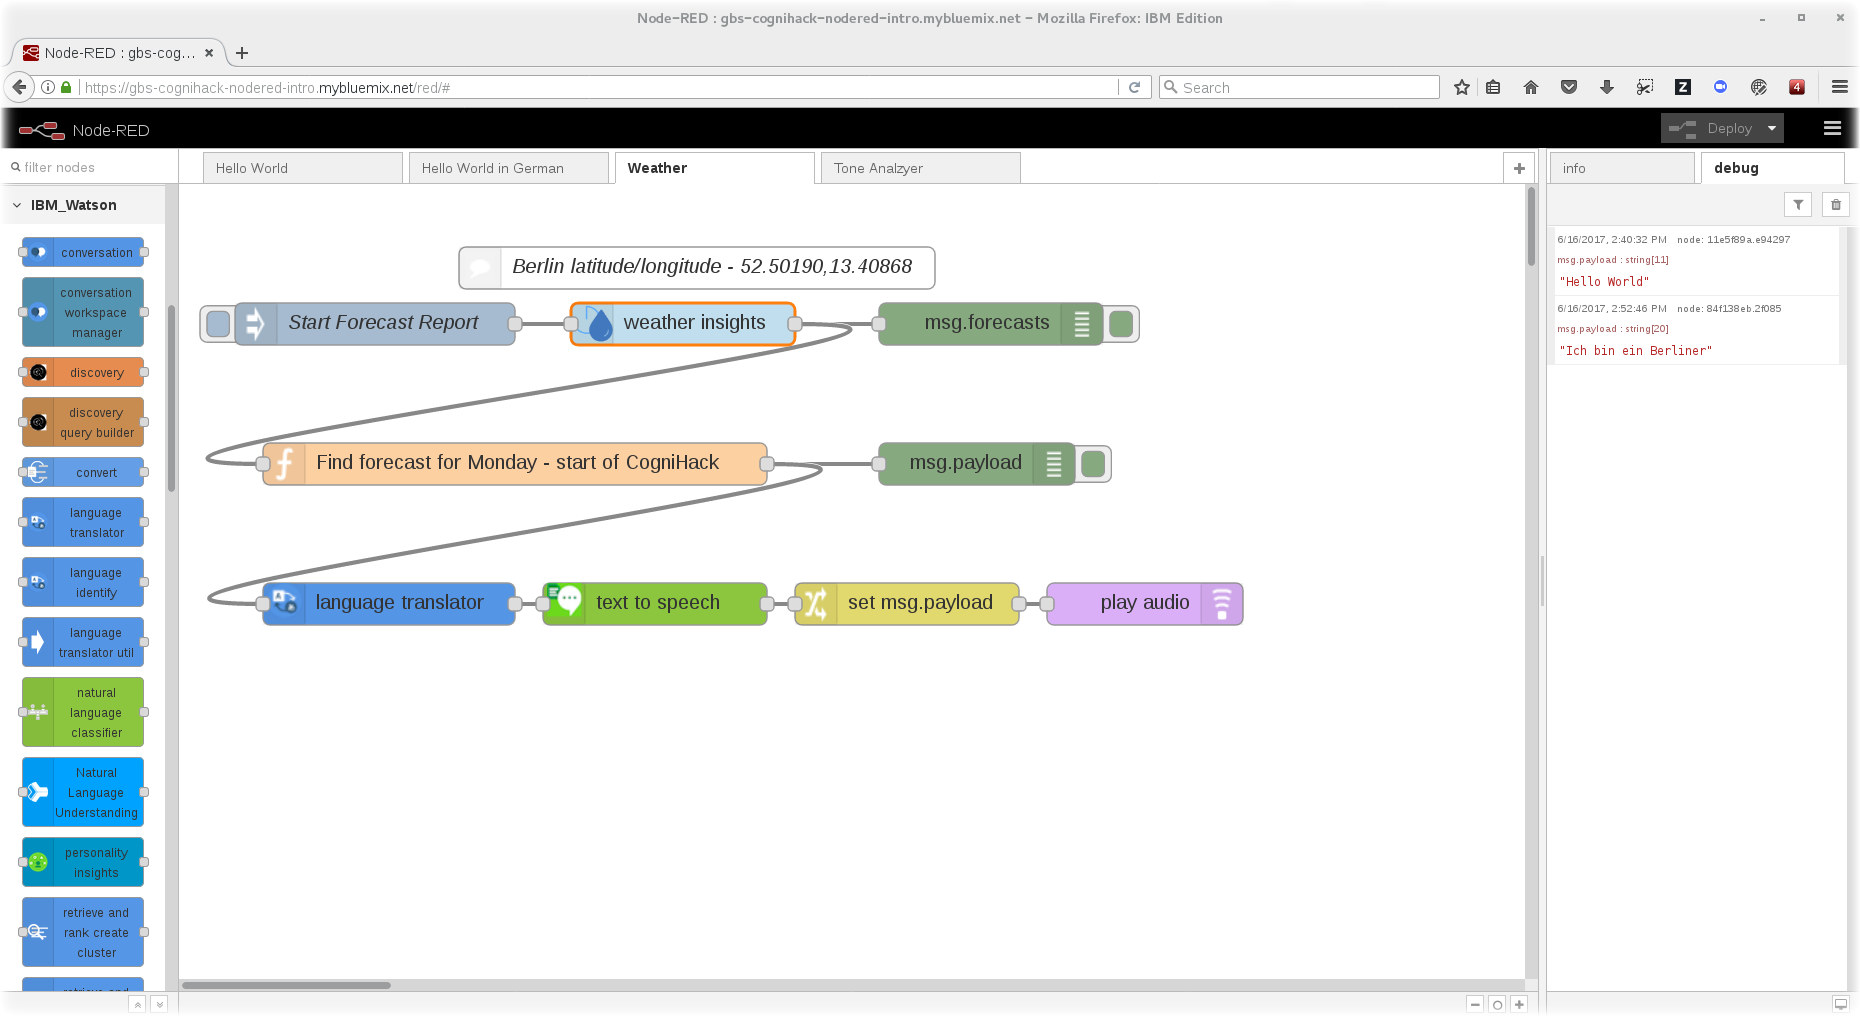 Node-RED : gbs-cognihack-nodered-intro.mybluemix.net - Mozilla Firefox: IBM Edition
Node-RED : gbs-cog...
https://gbs-cognihack-nodered-intro.mybluemix.net/red/#
Search
Z
4
Node-RED
Deploy
filter nodes
Hello World
Hello World in German
Weather
Tone Analzyer
info
debug
IBM_Watson
conversation
conversation
workspace
manager
discovery
discovery
query builder
convert
language
translator
language
identify
language
translator util
natural
language
classifier
Natural
Language
Understanding
personality
insights
retrieve and
rank create
cluster
retrieve and
Berlin latitude/longitude - 52.50190,13.40868
Start Forecast Report
weather insights
msg.forecasts
Find forecast for Monday - start of CogniHack
msg.payload
language translator
text to speech
set msg.payload
play audio
6/16/2017, 2:40:32 PM node: 11e5f89a.e94297
msg.payload : string[11]
"Hello World"
6/16/2017, 2:52:46 PM node: 84f138eb.2f085
msg.payload : string[20]
"Ich bin ein Berliner"